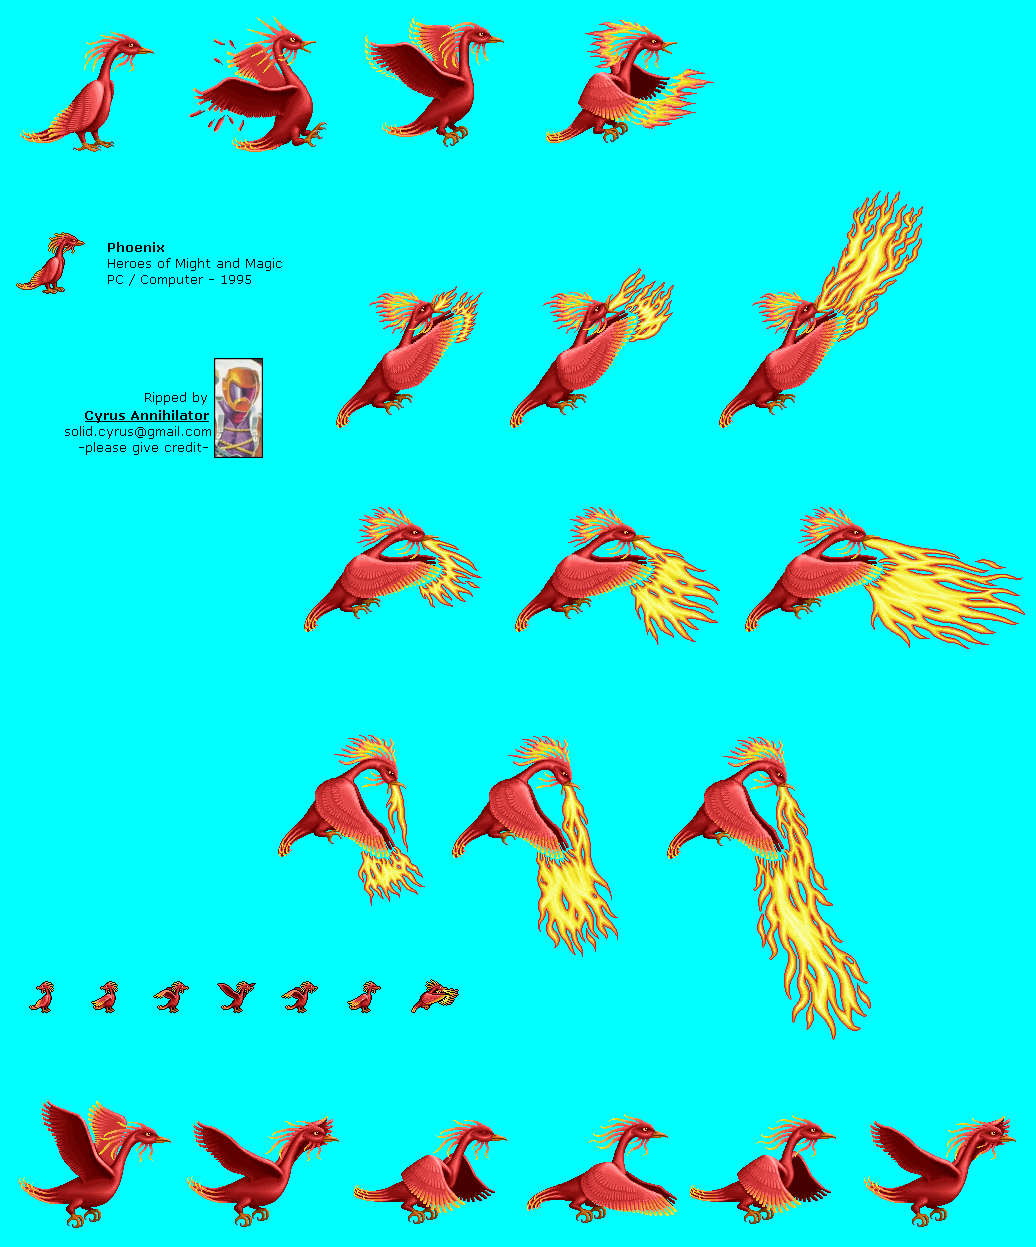 Phoenix
Heroes of Might and Magic
PC / Computer - 1995
Ripped by
Cyrus Annihilator
solid.cyrus@gmail.com
-please give credit-